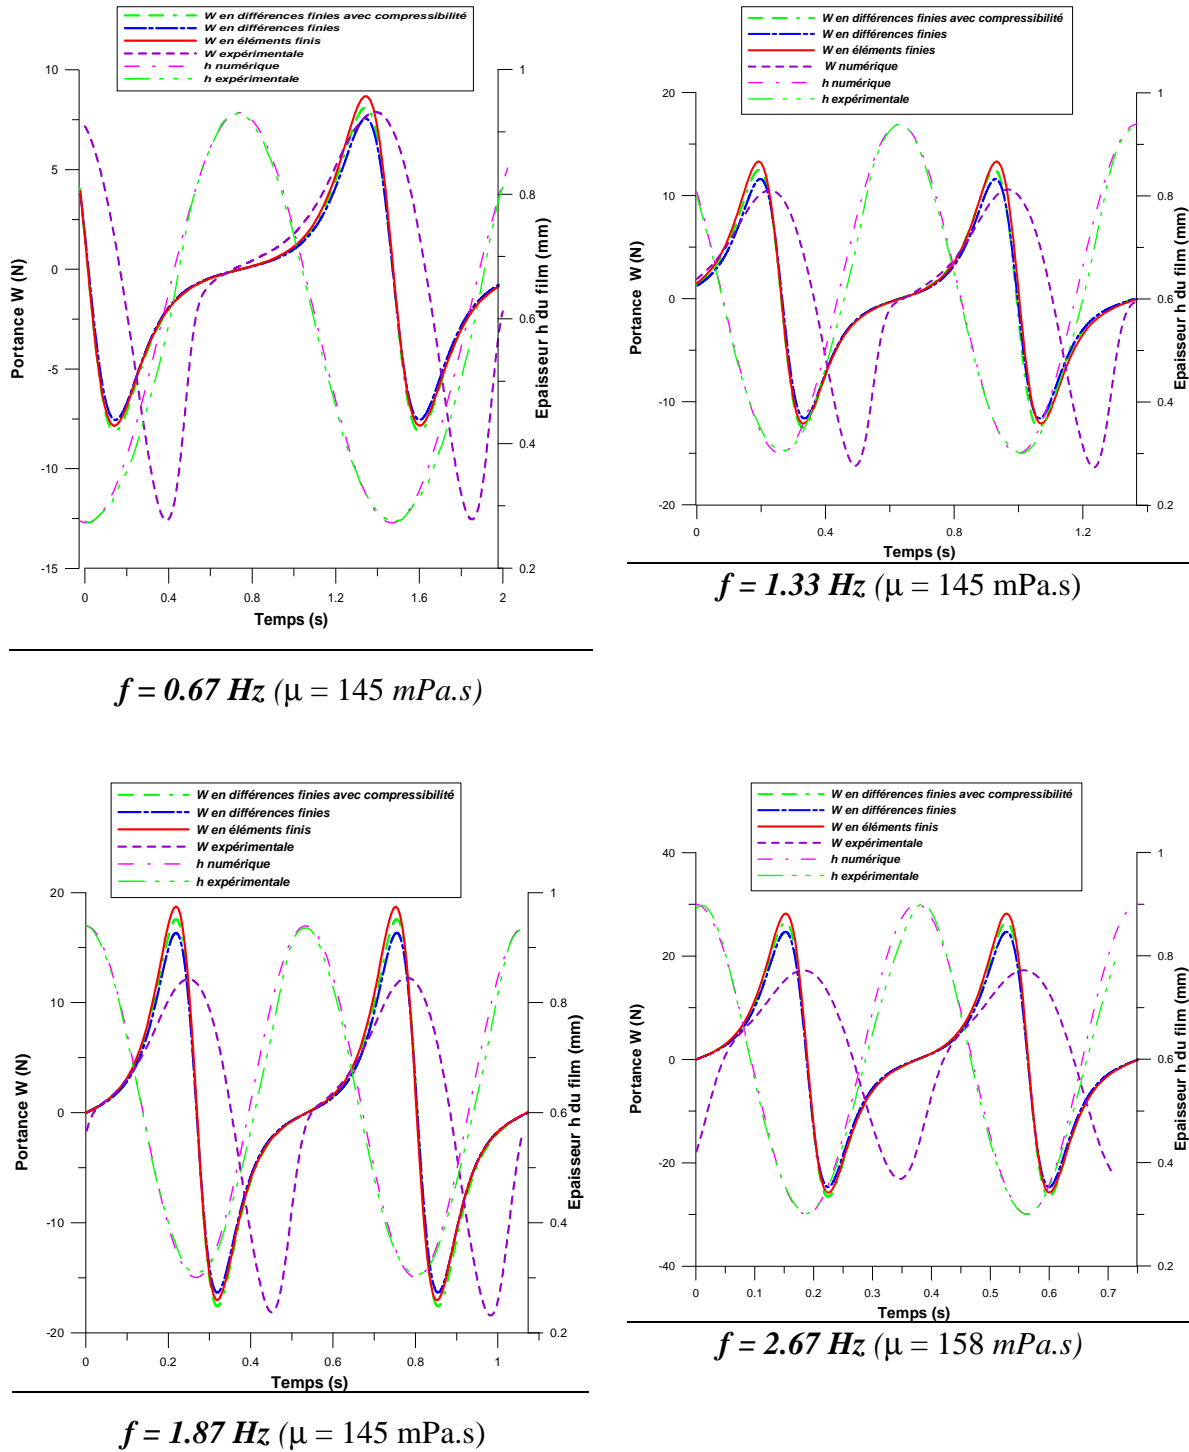 W en différences finies avec compressibilité
W en différences finies
W en éléments finis
W expérimentale
h numérique
h expérimentale
10
5
0
-5
-10
-15
Portance W (N)
1
0.8
0.6
0.4
0.2
Epaisseur h du film (mm)
0
0.4
0.8
1.2
1.6
2
Temps (s)
f = 0.67 Hz (µ = 145 mPa.s)
W en différences finies avec compressibilité
W en différences finies
W en éléments finies
W numérique
h numérique
h expérimentale
20
10
0
-10
-20
Portance W (N)
1
0.8
0.6
0.4
0.2
Epaisseur h du film (mm)
0
0.4
0.8
1.2
Temps (s)
f = 1.33 Hz (µ = 145 mPa.s)
W en différences finies avec compressibilité
W en différences finies
W en éléments finis
W expérimentale
h numérique
h expérimentale
20
10
0
-10
-20
Portance W (N)
1
0.8
0.6
0.4
0.2
Epaisseur h du film (mm)
0
0.2
0.4
0.6
0.8
1
Temps (s)
f = 1.87 Hz (µ = 145 mPa.s)
W en différences finies avec compressibilité
W en différences finies
W en éléments finis
W expérimentale
h numérique
h expérimentale
40
20
0
-20
-40
Portance W (N)
1
0.8
0.6
0.4
0.2
Epaisseur h du film (mm)
0
0.1
0.2
0.3
0.4
0.5
0.6
0.7
Temps (s)
f = 2.67 Hz (µ = 158 mPa.s)